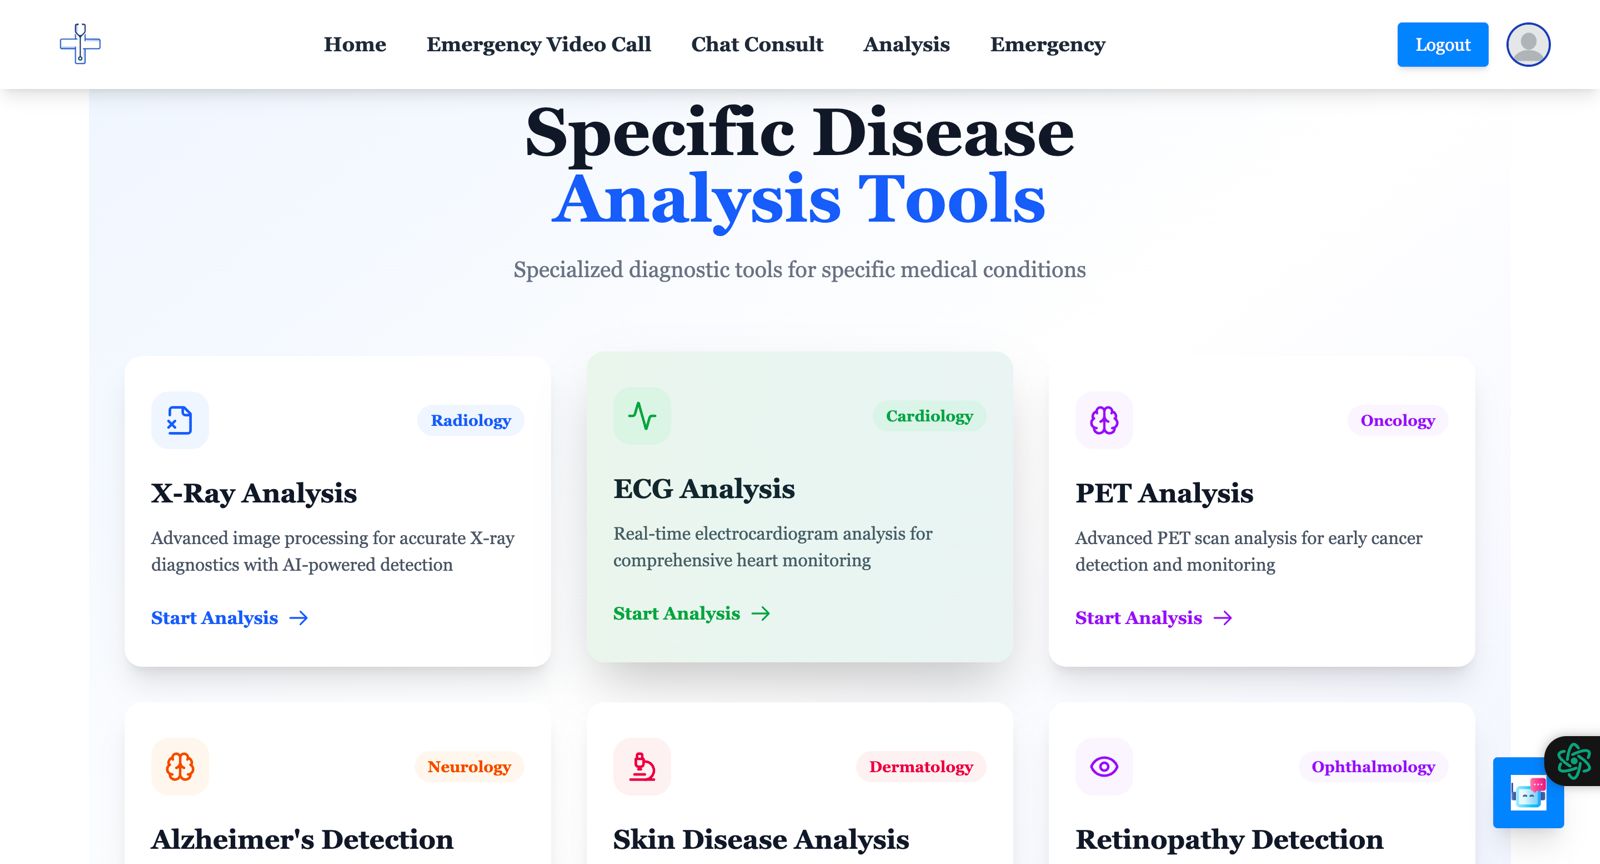 Home
Emergency Video Call
Chat Consult
Analysis
Emergency
Logout
Specific Disease
Analysis Tools
Specialized diagnostic tools for specific medical conditions
Radiology
X-Ray Analysis
Advanced image processing for accurate X-ray
diagnostics with AI-powered detection
Start Analysis
Cardiology
ECG Analysis
Real-time electrocardiogram analysis for
comprehensive heart monitoring
Start Analysis
Oncology
PET Analysis
Advanced PET scan analysis for early cancer
detection and monitoring
Start Analysis
Neurology
Alzheimer's Detection
Dermatology
Skin Disease Analysis
Ophthalmology
Retinopathy Detection